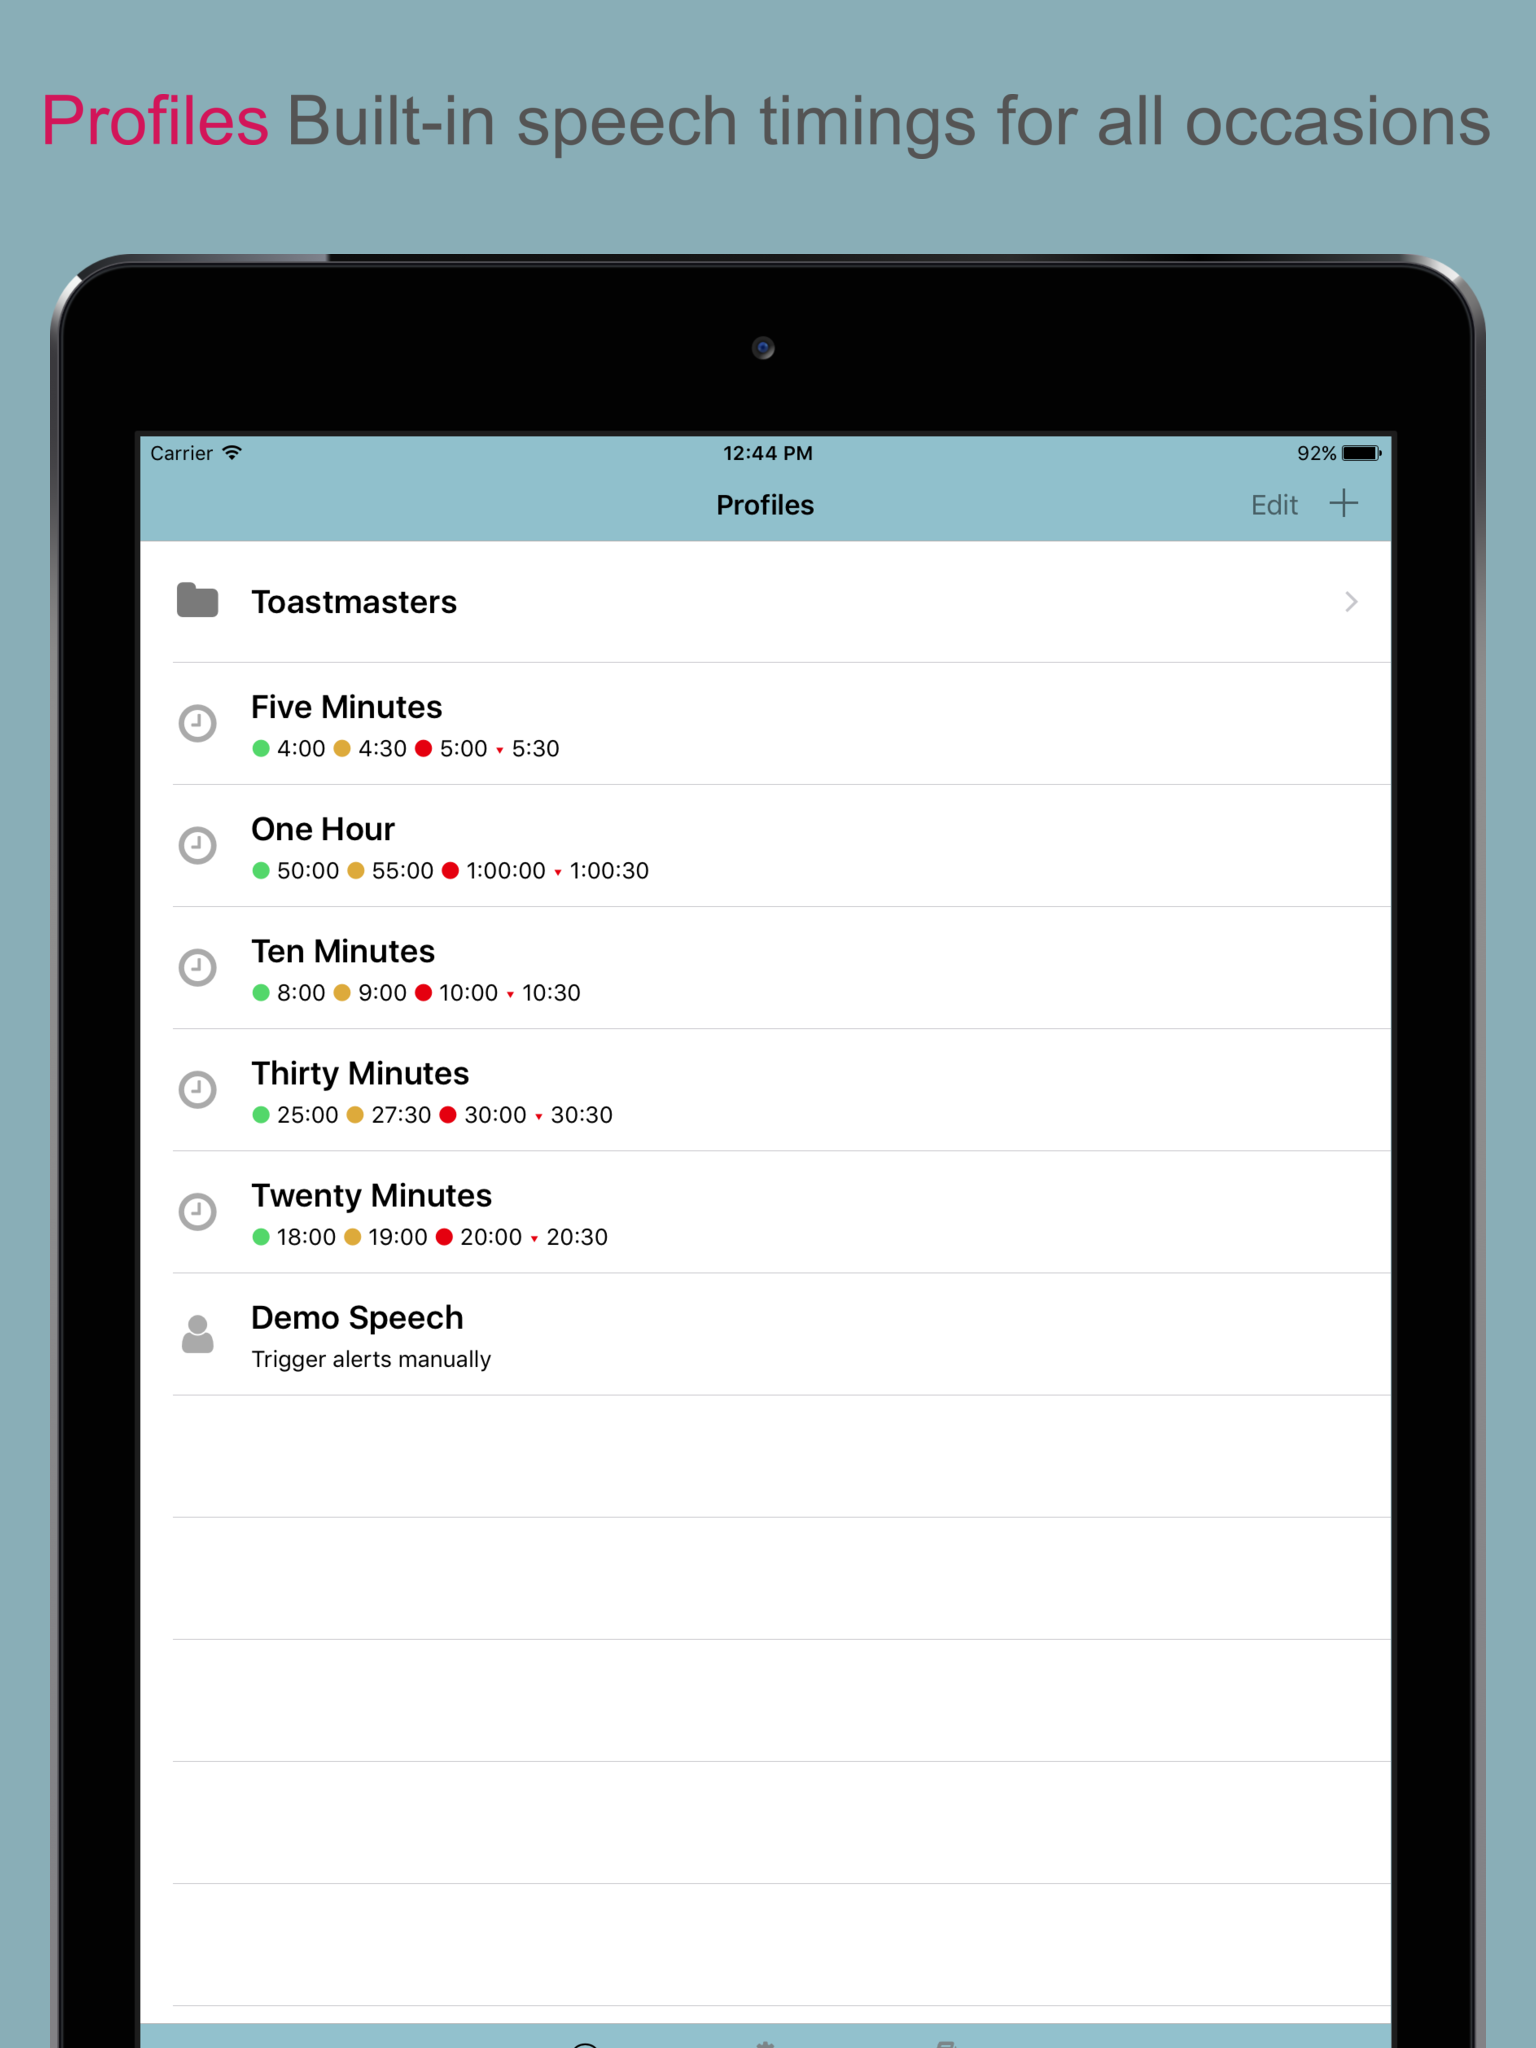 Profiles Built-in speech timings for all occasions
Carrier 12:44 PM 92%
Profiles Edit
Toastmasters
Five Minutes
4:00 4:30 5:00 5:30
One Hour
50:00 55:00 1:00:00 1:00:30
Ten Minutes
8:00 9:00 10:00 10:30
Thirty Minutes
25:00 27:30 30:00 30:30
Twenty Minutes
18:00 19:00 20:00 20:30
Demo Speech
Trigger alerts manually